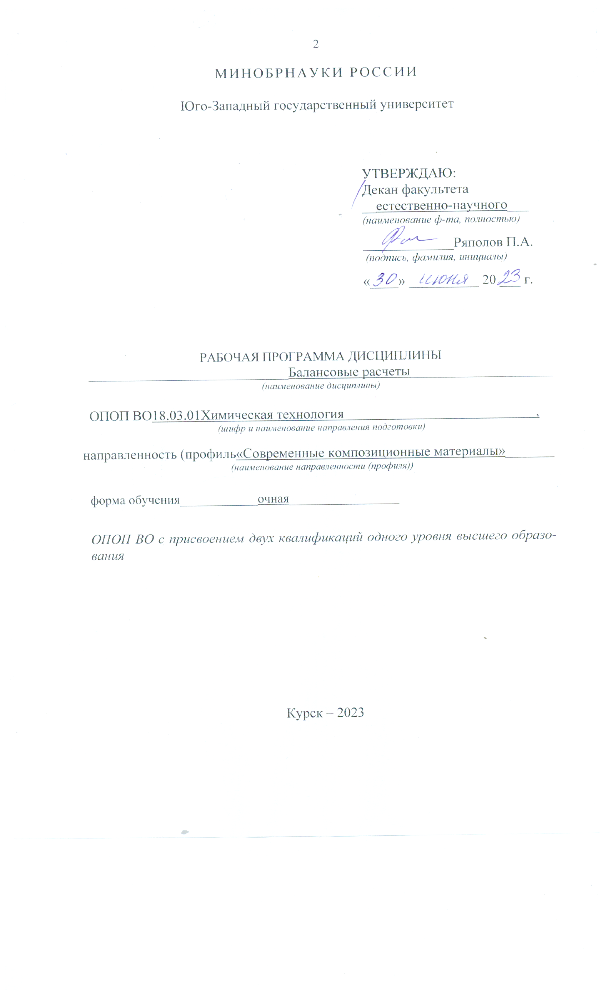 2
МИНОБРНАУКИ РОССИИ
Юго-Западный государственный университет
УТВЕРЖДАЮ:
Декан факультета
естественно-научного
(наименование ф-та, полностью)
Ряполов П.А.
(подпись, фамилия, инициалы)
«30» июня 2023 г.
РАБОЧАЯ ПРОГРАММА ДИСЦИПЛИНЫ
Балансовые расчеты
(наименование дисциплины)
ОПОП ВО18.03.01Химическая технология,
(шифр и наименование направления подготовки)
направленность (профиль«Современные композиционные материалы»
(наименование направленности (профиля))
форма обучения очная
ОПОП ВО с присвоением двух квалификаций одного уровня высшего образо-
вания
Курск – 2023